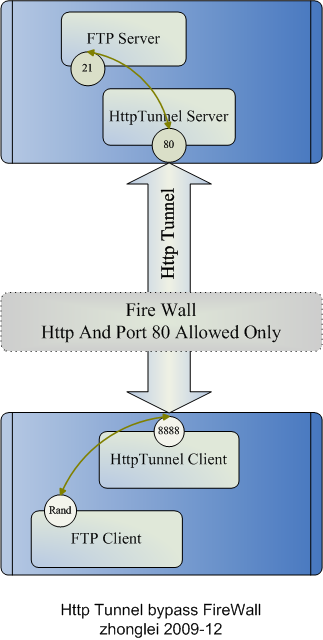 FTP Server
21
HttpTunnel Server
80
Http Tunnel
Fire Wall
Http And Port 80 Allowed Only
8888
HttpTunnel Client
Rand
FTP Client
Http Tunnel bypass FireWall
zhonglei 2009-12